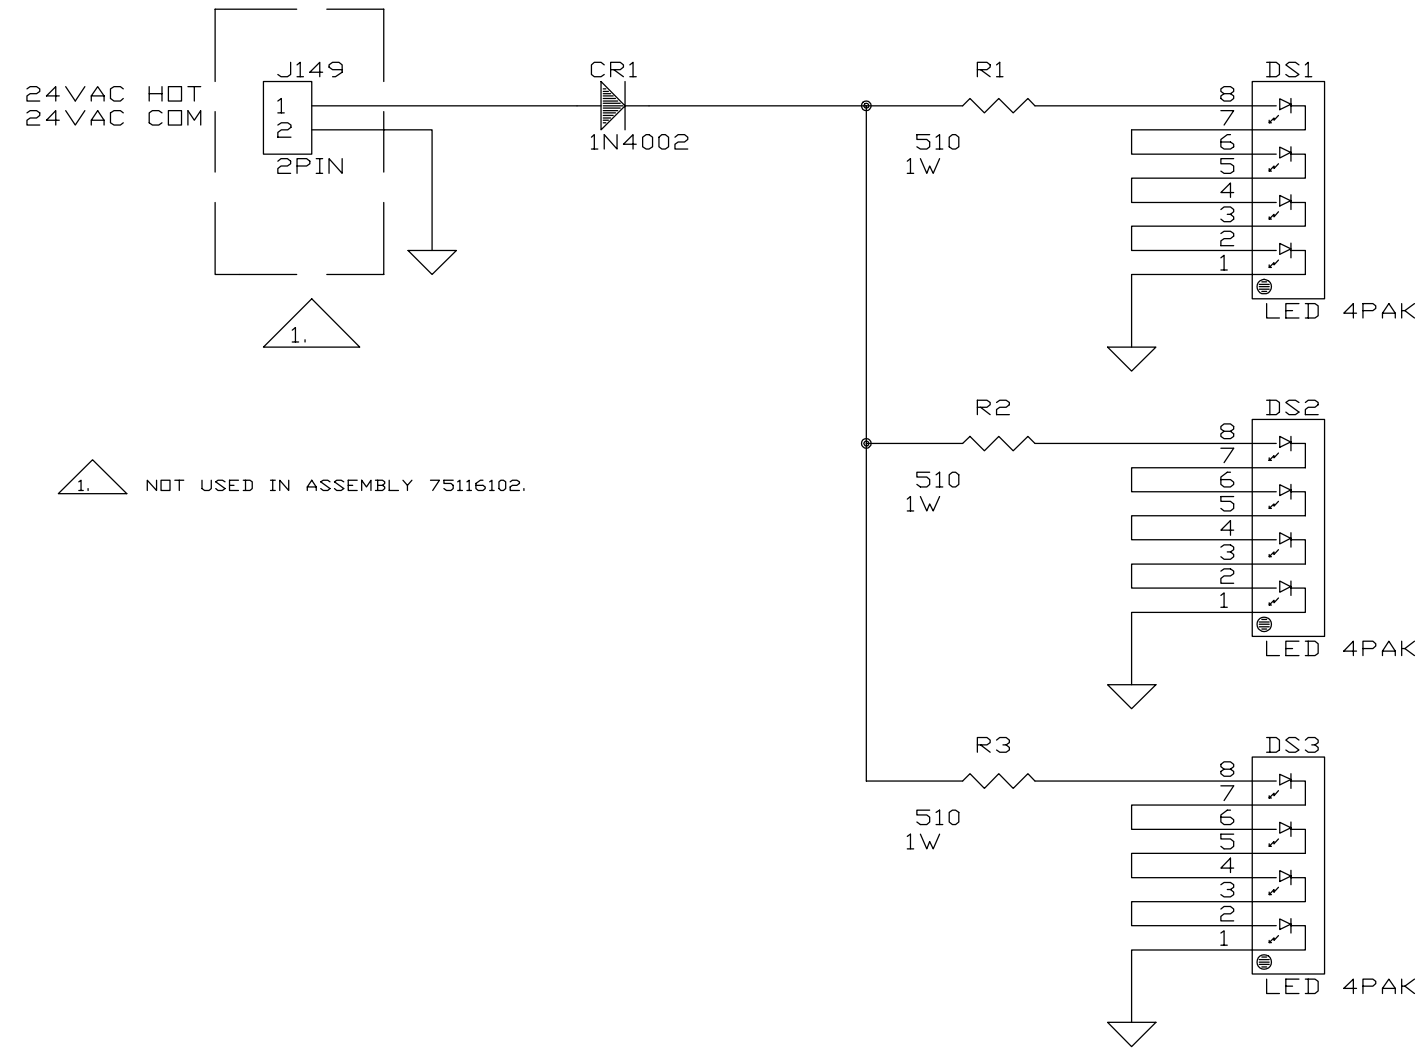 J149
24VAC HOT
24VAC COM
1
2
2PIN
1.
1. NOT USED IN ASSEMBLY 75116102.
CR1
1N4002
R1
510
1W
DS1
8
7
6
5
4
3
2
1
LED 4PAK
R2
510
1W
DS2
8
7
6
5
4
3
2
1
LED 4PAK
R3
510
1W
DS3
8
7
6
5
4
3
2
1
LED 4PAK